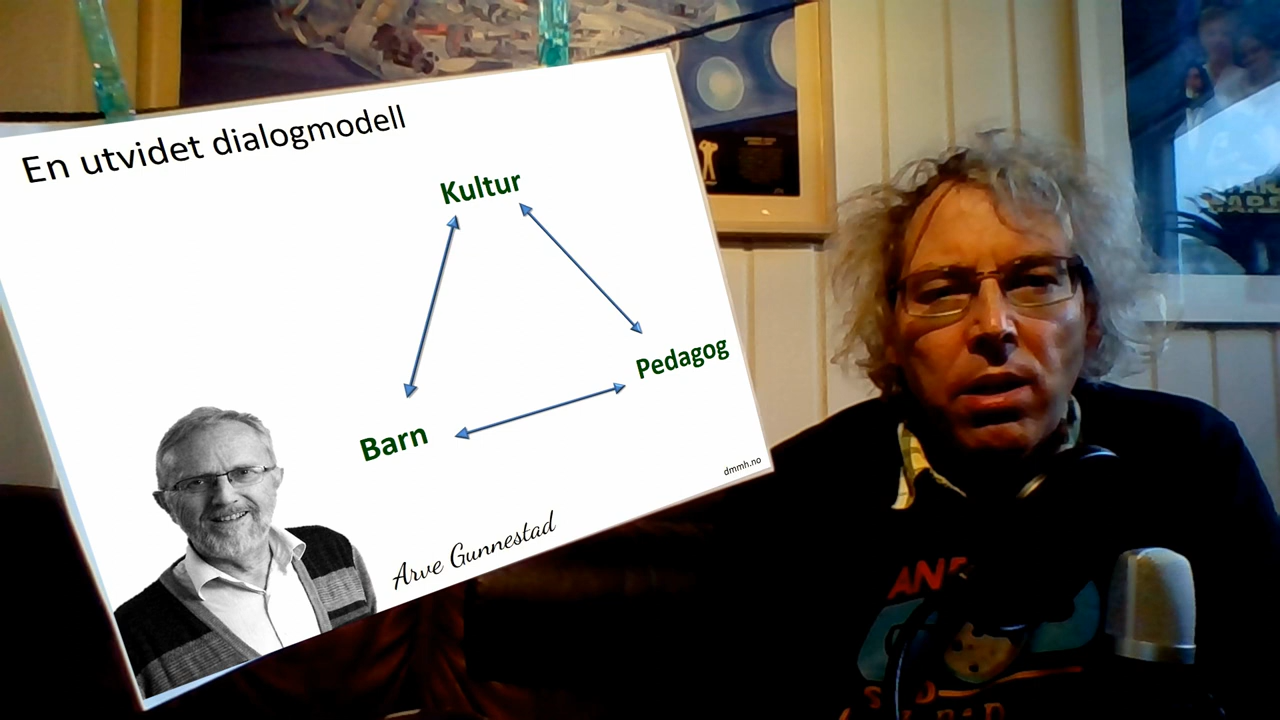 En utvidet dialogmodell
Kultur
Pedagog
Barn
dmmh.no
Arve Gunnestad